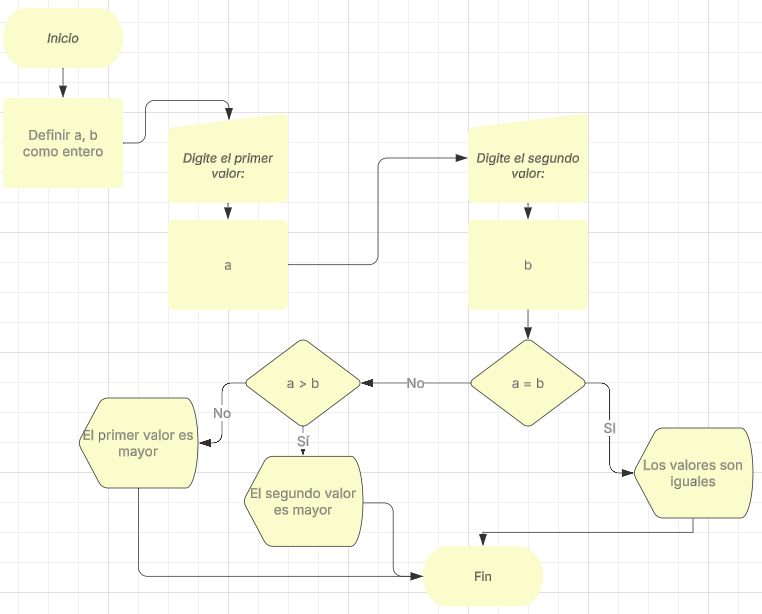 Inicio
Definir a, b
como entero
Digite el primer
valor:
a
Digite el segundo
valor:
b
a = b
No
SI
a > b
No
SÍ
El primer valor es
mayor
El segundo valor
es mayor
Los valores son
iguales
Fin